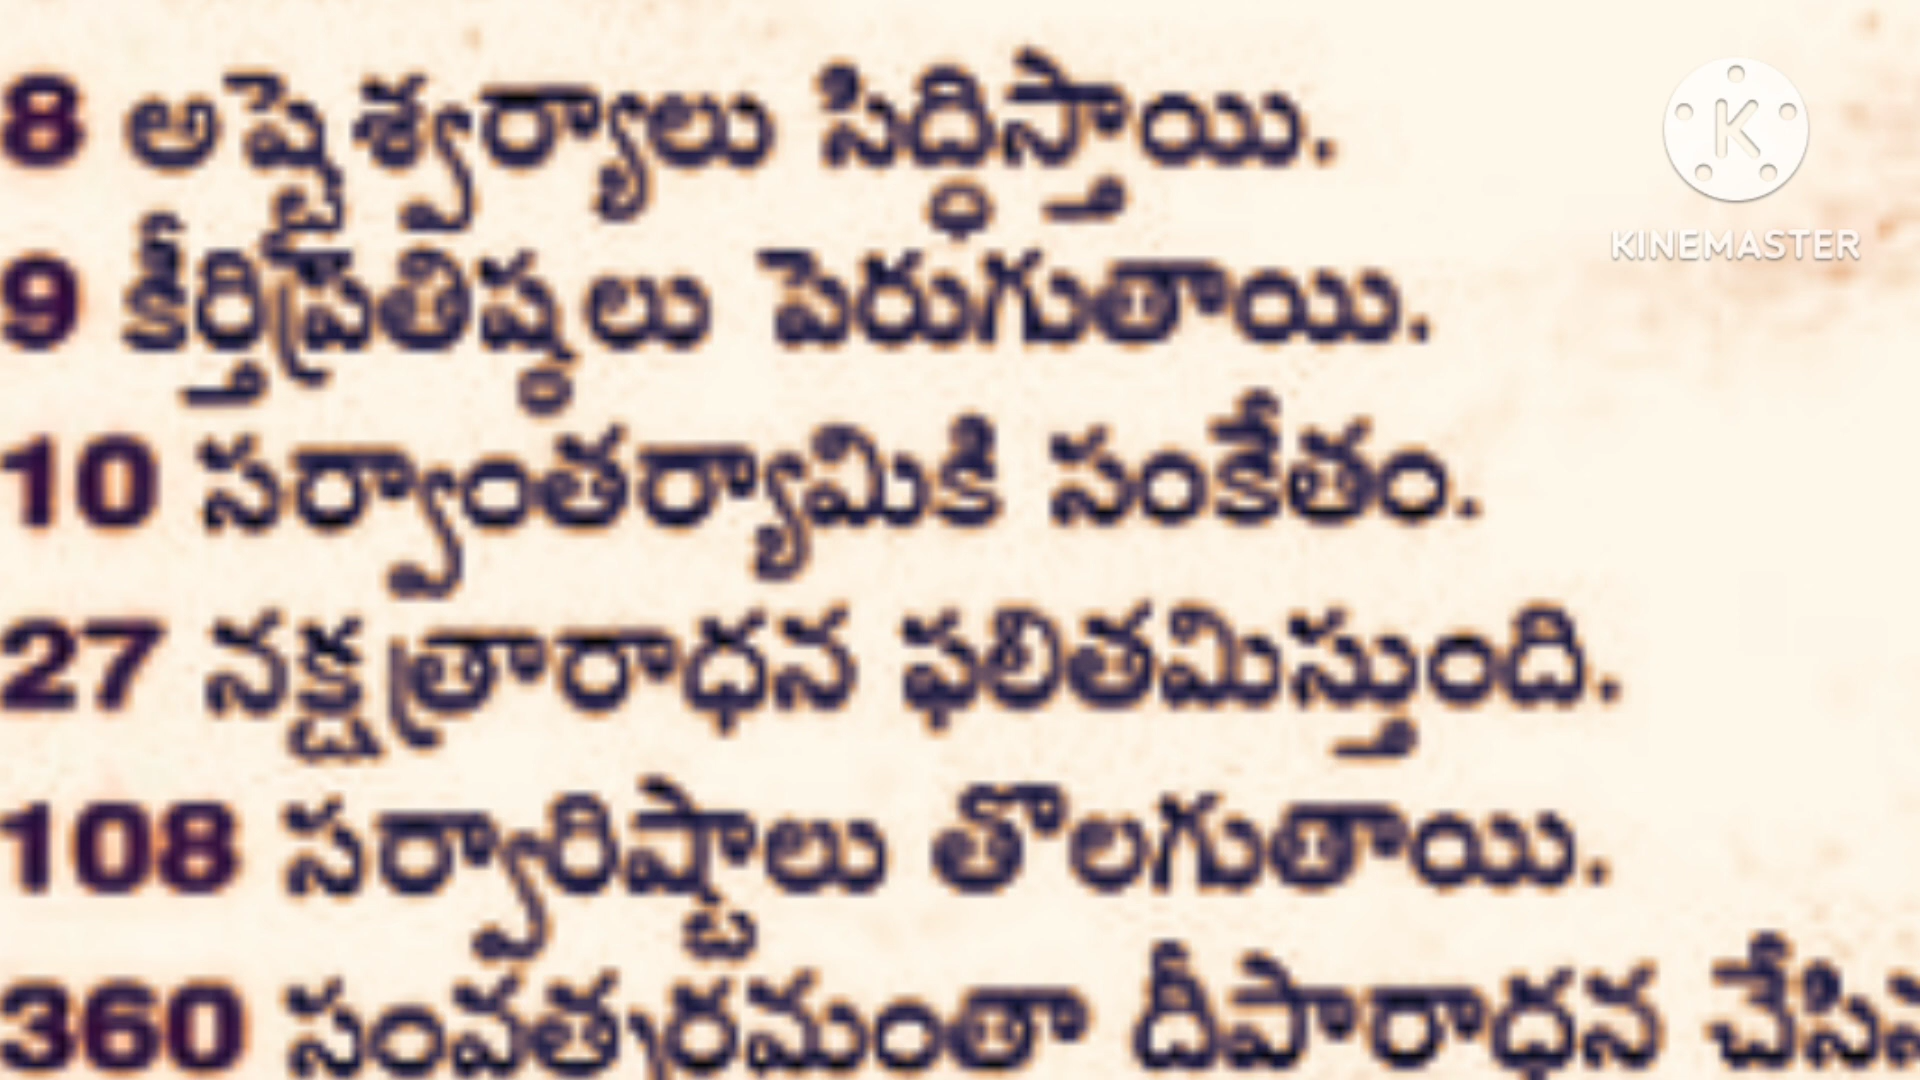 8 అష్టైశ్వర్యాలు సిద్ధిస్తాయి.
KINEMASTER
9 కీర్తిప్రతిష్ఠలు పెరుగుతాయి.
10 సర్వాంతర్యామికి సంకేతం.
27 నక్షత్రారాధన ఫలితమిస్తుంది.
108 సర్వారిష్టాలు తొలగుతాయి.
360 సంవత్సరమంతా దీపారాధన